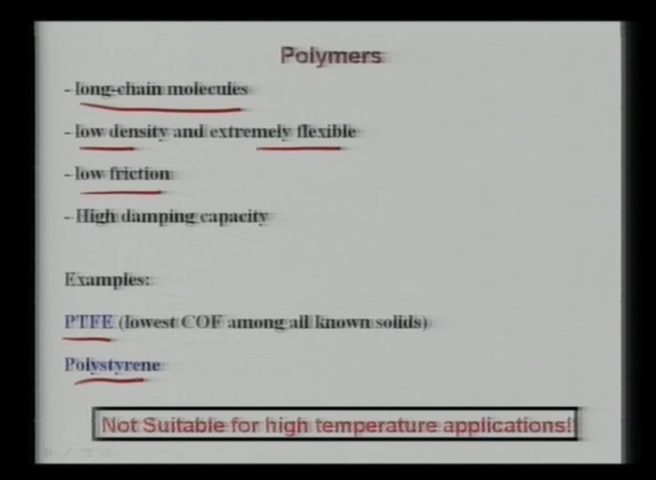 Polymers
- long-chain molecules
- low density and extremely flexible
- low friction
- High damping capacity
Examples:
PTFE (lowest COF among all known solids)
Polystyrene
Not Suitable for high temperature applications!!